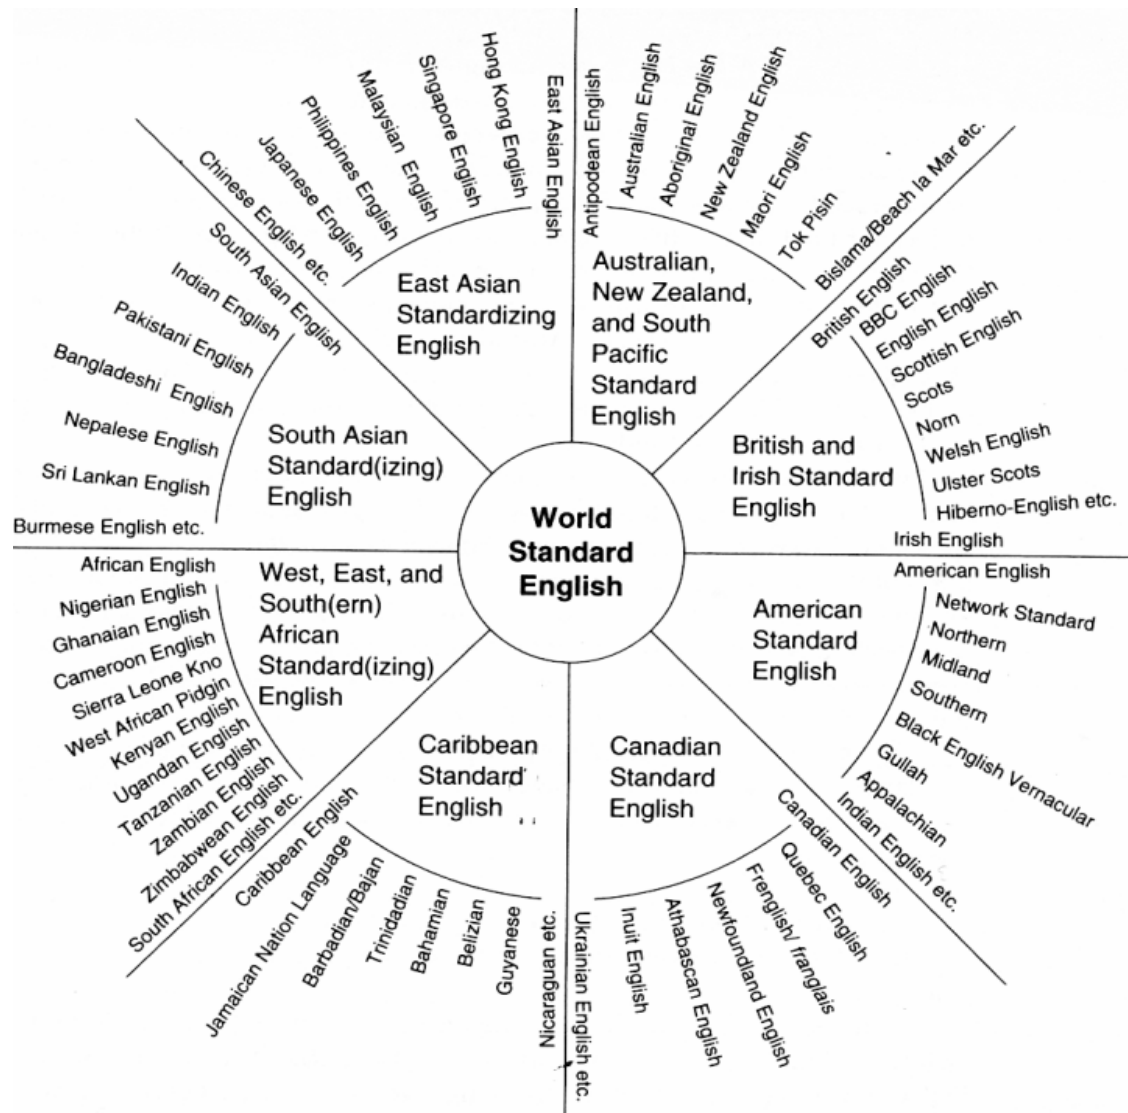 World
Standard
English
East Asian
Standardizing
English
East Asian English
Hong Kong English
Singapore English
Malaysian English
Philippines English
Japanese English
Chinese English etc.
Australian,
New Zealand,
and South
Pacific
Standard
English
Antipodean English
Australian English
Aboriginal English
New Zealand English
Maori English
Tok Pisin
Bislama/Beach la Mar etc.
British and
Irish Standard
English
British English
BBC English
English English
Scottish English
Scots
Norn
Welsh English
Ulster Scots
Hiberno-English etc.
Irish English
American
Standard
English
American English
Network Standard
Northern
Midland
Southern
Black English Vernacular
Gullah
Appalachian
Indian English etc.
Canadian
Standard
English
Canadian English
Quebec English
Frenglish/ franglais
Newfoundland English
Athabascan English
Inuit English
Ukrainian English etc.
Caribbean
Standard
English
Caribbean English
Jamaican Nation Language
Barbadian/Bajan
Trinidadian
Bahamian
Belizian
Guyanese
Nicaraguan etc.
West, East, and
South(ern)
African
Standard(izing)
English
African English
Nigerian English
Ghanaian English
Cameroon English
Sierra Leone Kno
West African Pidgin
Kenyan English
Ugandan English
Tanzanian English
Zambian English
Zimbabwean English
South African English etc.
South Asian
Standard(izing)
English
South Asian English
Indian English
Pakistani English
Bangladeshi English
Nepalese English
Sri Lankan English
Burmese English etc.